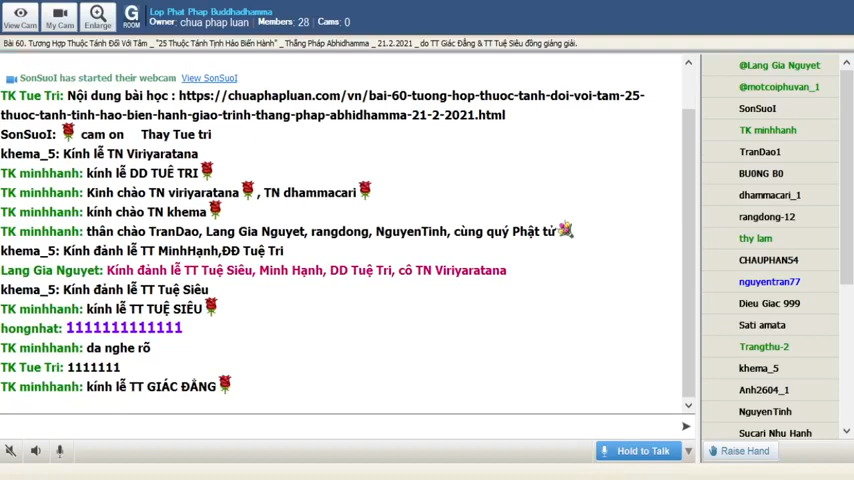 Lop Phat Phap Buddhadhamma
Owner: chua phap luan Members: 28 Cams: 0
View Cam
My Cam
Enlarge
G
ROOM
Bài 60. Tương Hợp Thuộc Tánh Đối Với Tâm _ "25 Thuộc Tánh Tịnh Hảo Biến Hành" _ Thắng Pháp Abhidhamma _ 21.2.2021 _ do TT Giác Đẳng & TT Tuệ Siêu đồng giảng giải.
SonSuoI has started their webcam View SonSuoI
TK Tue Tri: Nội dung bài học : https://chuaphapluan.com/vn/bai-60-tuong-hop-thuoc-tanh-doi-voi-tam-25-
thuoc-tanh-tinh-hao-bien-hanh-giao-trinh-thang-phap-abhidhamma-21-2-2021.html
SonSuoI: cam on Thay Tue tri
khema_5: Kính lễ TN Viriyaratana
TK minhhanh: kính lễ DD TUÊ TRI
TK minhhanh: Kinh chào TN viriyaratana , TN dhammacari
TK minhhanh: kính chào TN khema
TK minhhanh: thân chào TranDao, Lang Gia Nguyet, rangdong, NguyenTinh, cùng quý Phật tử
khema_5: Kính đảnh lễ TT MinhHạnh,ĐĐ Tuệ Tri
Lang Gia Nguyet: Kính đảnh lễ TT Tuệ Siêu, Minh Hạnh, DD Tuệ Tri, cô TN Viriyaratana
khema_5: Kính đảnh lễ TT Tuệ Siêu
TK minhhanh: kính lễ TT TUỆ SIÊU
hongnhat: 1111111111111
TK minhhanh: da nghe rõ
TK Tue Tri: 1111111
TK minhhanh: kính lễ TT GIÁC ĐẲNG
Hold to Talk
@Lang Gia Nguyet
@motcoiphuvan_1
SonSuoI
TK minhhanh
TranDao1
BU0NG B0
dhammacari_1
rangdong-12
thy lam
CHAUPHAN54
nguyentran77
Dieu Giac 999
Sati amata
Trangthu-2
khema_5
Anh2604_1
NguyenTinh
Sucari Nhu Hanh
Raise Hand